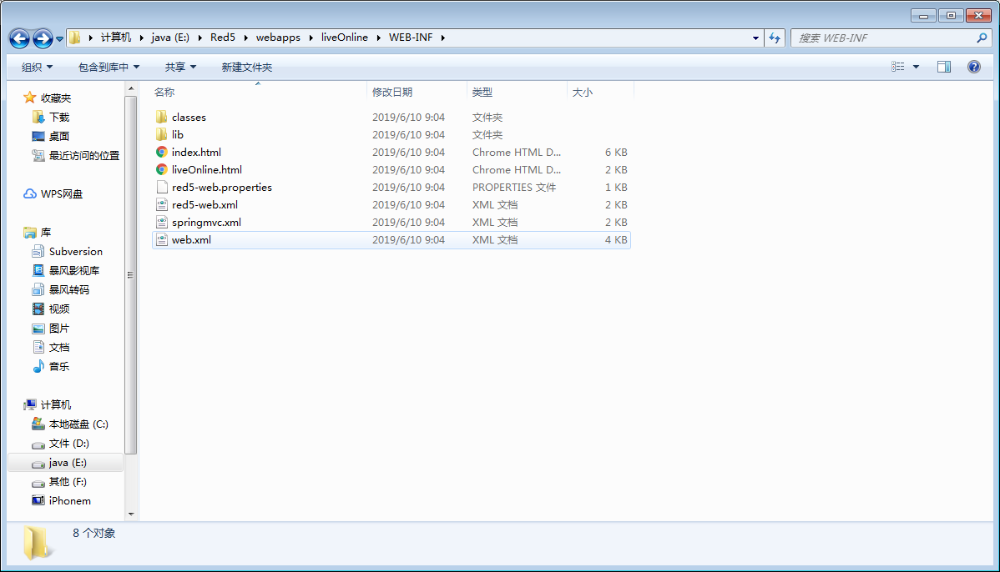 计算机 java (E:) Red5 webapps liveOnline WEB-INF
搜索 WEB-INF
组织 包含到库中 共享 新建文件夹
收藏夹
下载
桌面
最近访问的位置
WPS网盘
库
Subversion
暴风影视库
暴风转码
视频
图片
文档
音乐
计算机
本地磁盘 (C:)
文件 (D:)
java (E:)
其他 (F:)
iPhonem
名称 修改日期 类型 大小
classes 2019/6/10 9:04 文件夹
lib 2019/6/10 9:04 文件夹
index.html 2019/6/10 9:04 Chrome HTML D... 6 KB
liveOnline.html 2019/6/10 9:04 Chrome HTML D... 2 KB
red5-web.properties 2019/6/10 9:04 PROPERTIES 文件 1 KB
red5-web.xml 2019/6/10 9:04 XML 文档 2 KB
springmvc.xml 2019/6/10 9:04 XML 文档 2 KB
web.xml 2019/6/10 9:04 XML 文档 4 KB
8 个对象